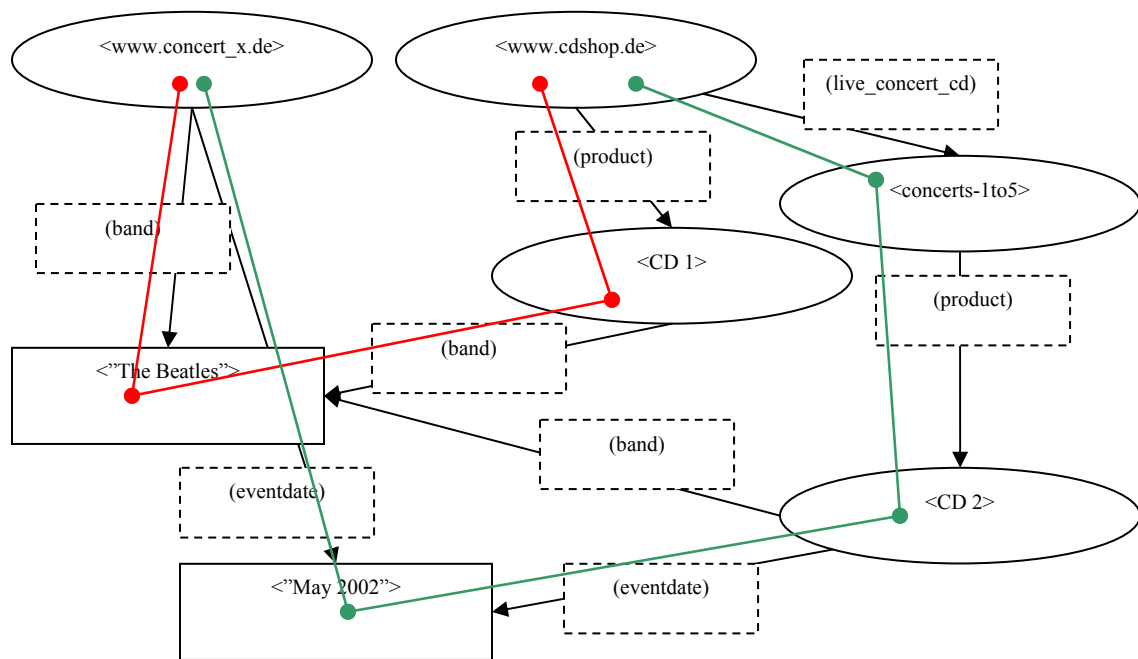 <www.concert_x.de>
<www.cdshop.de>
(live_concert_cd)
(product)
<concerts-1to5>
(band)
<CD 1>
(product)
(band)
<”The Beatles”>
(band)
(eventdate)
<CD 2>
<”May 2002”>
(eventdate)